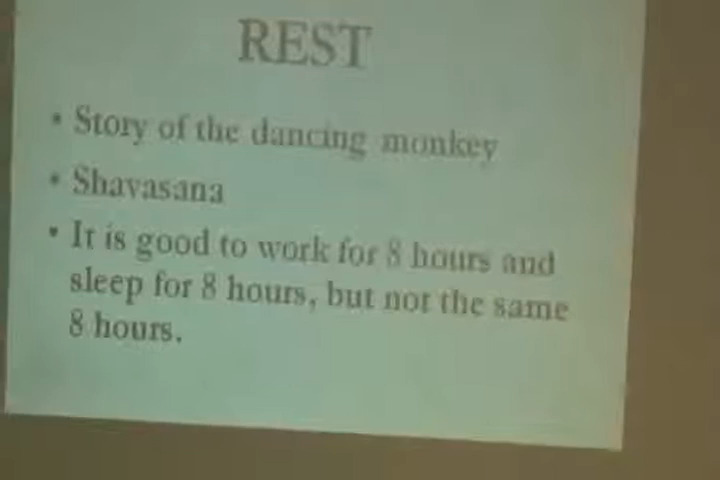 REST
• Story of the dancing monkey
• Shavasana
• It is good to work for 8 hours and
sleep for 8 hours, but not the same
8 hours.